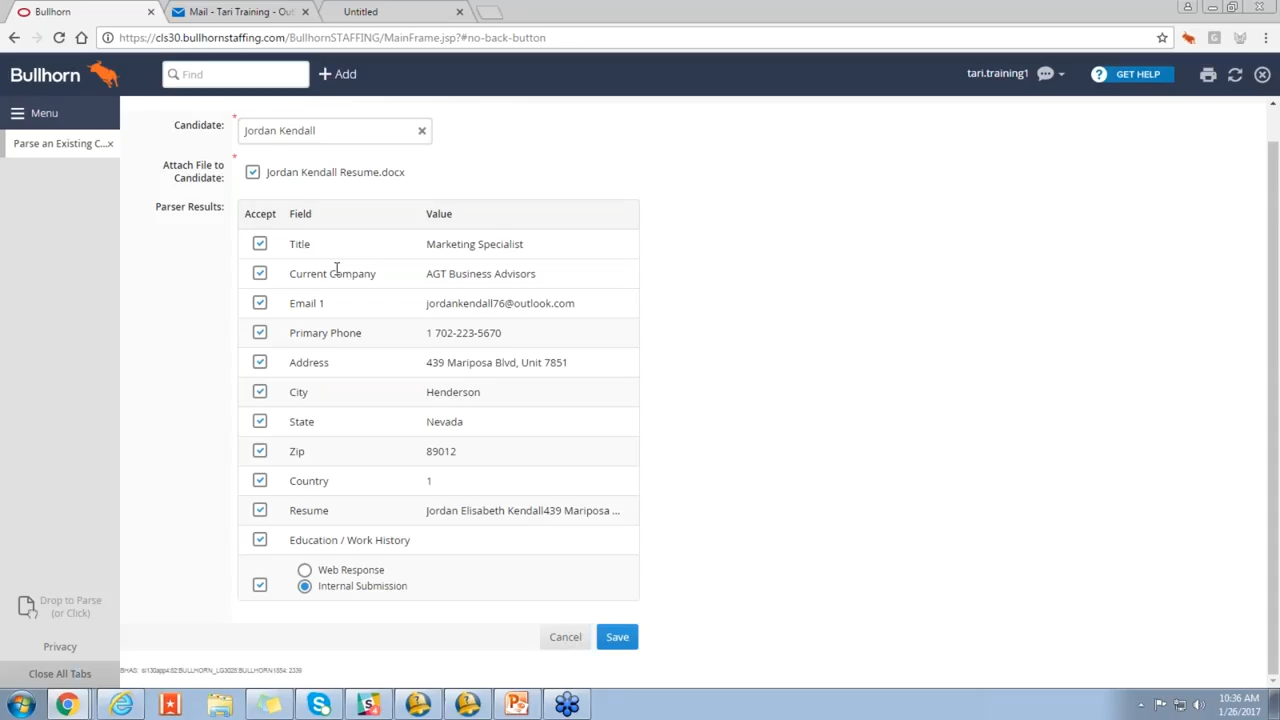 Bullhorn
Mail - Tari Training - Out
Untitled
https://cls30.bullhornstaffing.com/BullhornSTAFFING/MainFrame.jsp?#no-back-button
Bullhorn
Find
Add
tari.training1
GET HELP
Menu
Parse an Existing C...
Candidate:
Jordan Kendall
Attach File to
Candidate:
Jordan Kendall Resume.docx
Parser Results:
Accept Field Value
Title Marketing Specialist
Current Company AGT Business Advisors
Email 1 jordankendall76@outlook.com
Primary Phone 1 702-223-5670
Address 439 Mariposa Blvd, Unit 7851
City Henderson
State Nevada
Zip 89012
Country 1
Resume Jordan Elisabeth Kendall439 Mariposa ...
Education / Work History
Web Response
Internal Submission
Drop to Parse
(or Click)
Cancel Save
Privacy
Close All Tabs
10:36 AM
1/26/2017